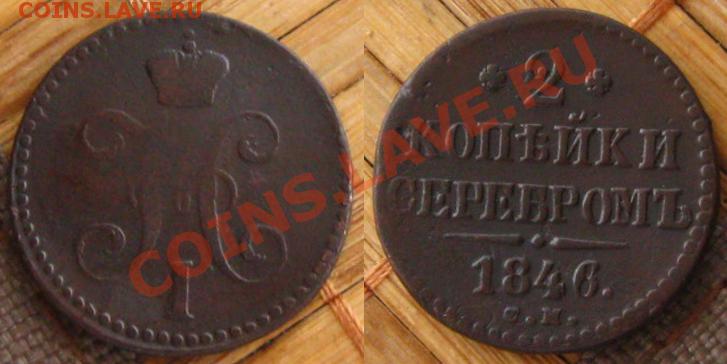 COINS.LAVE.RU
COINS.LAVE.RU
2
КОПѢЙКИ
СЕРЕБРОМЪ
1846.
С.М.